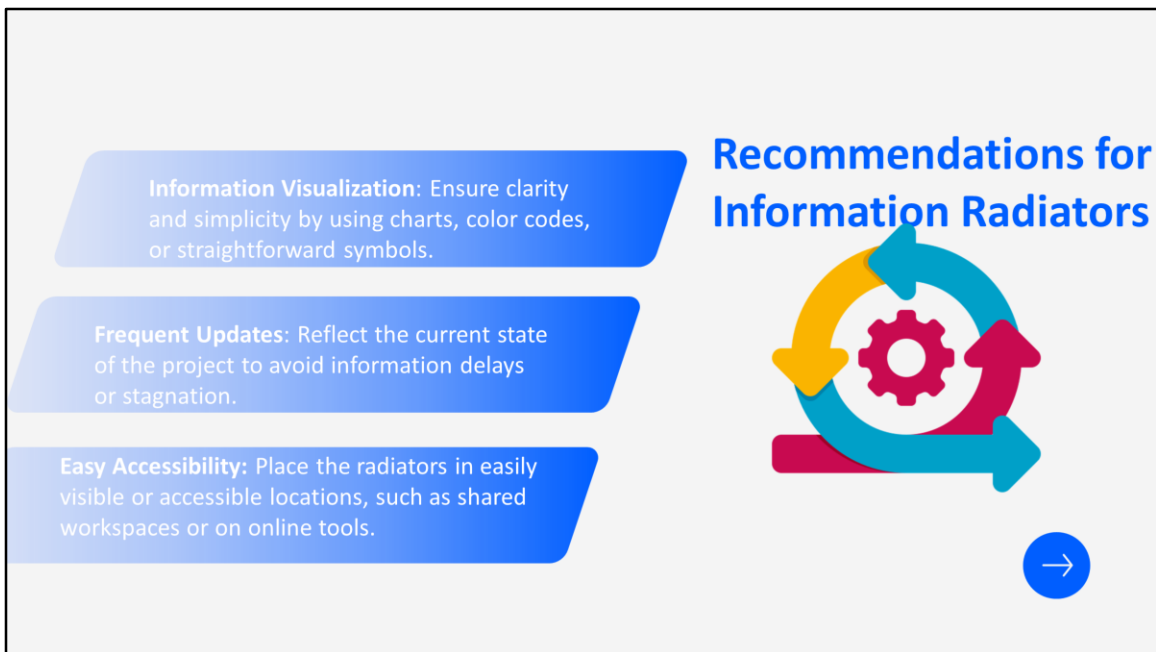 Recommendations for
Information Radiators
Information Visualization: Ensure clarity
and simplicity by using charts, color codes,
or straightforward symbols.
Frequent Updates: Reflect the current state
of the project to avoid information delays
or stagnation.
Easy Accessibility: Place the radiators in easily
visible or accessible locations, such as shared
workspaces or on online tools.